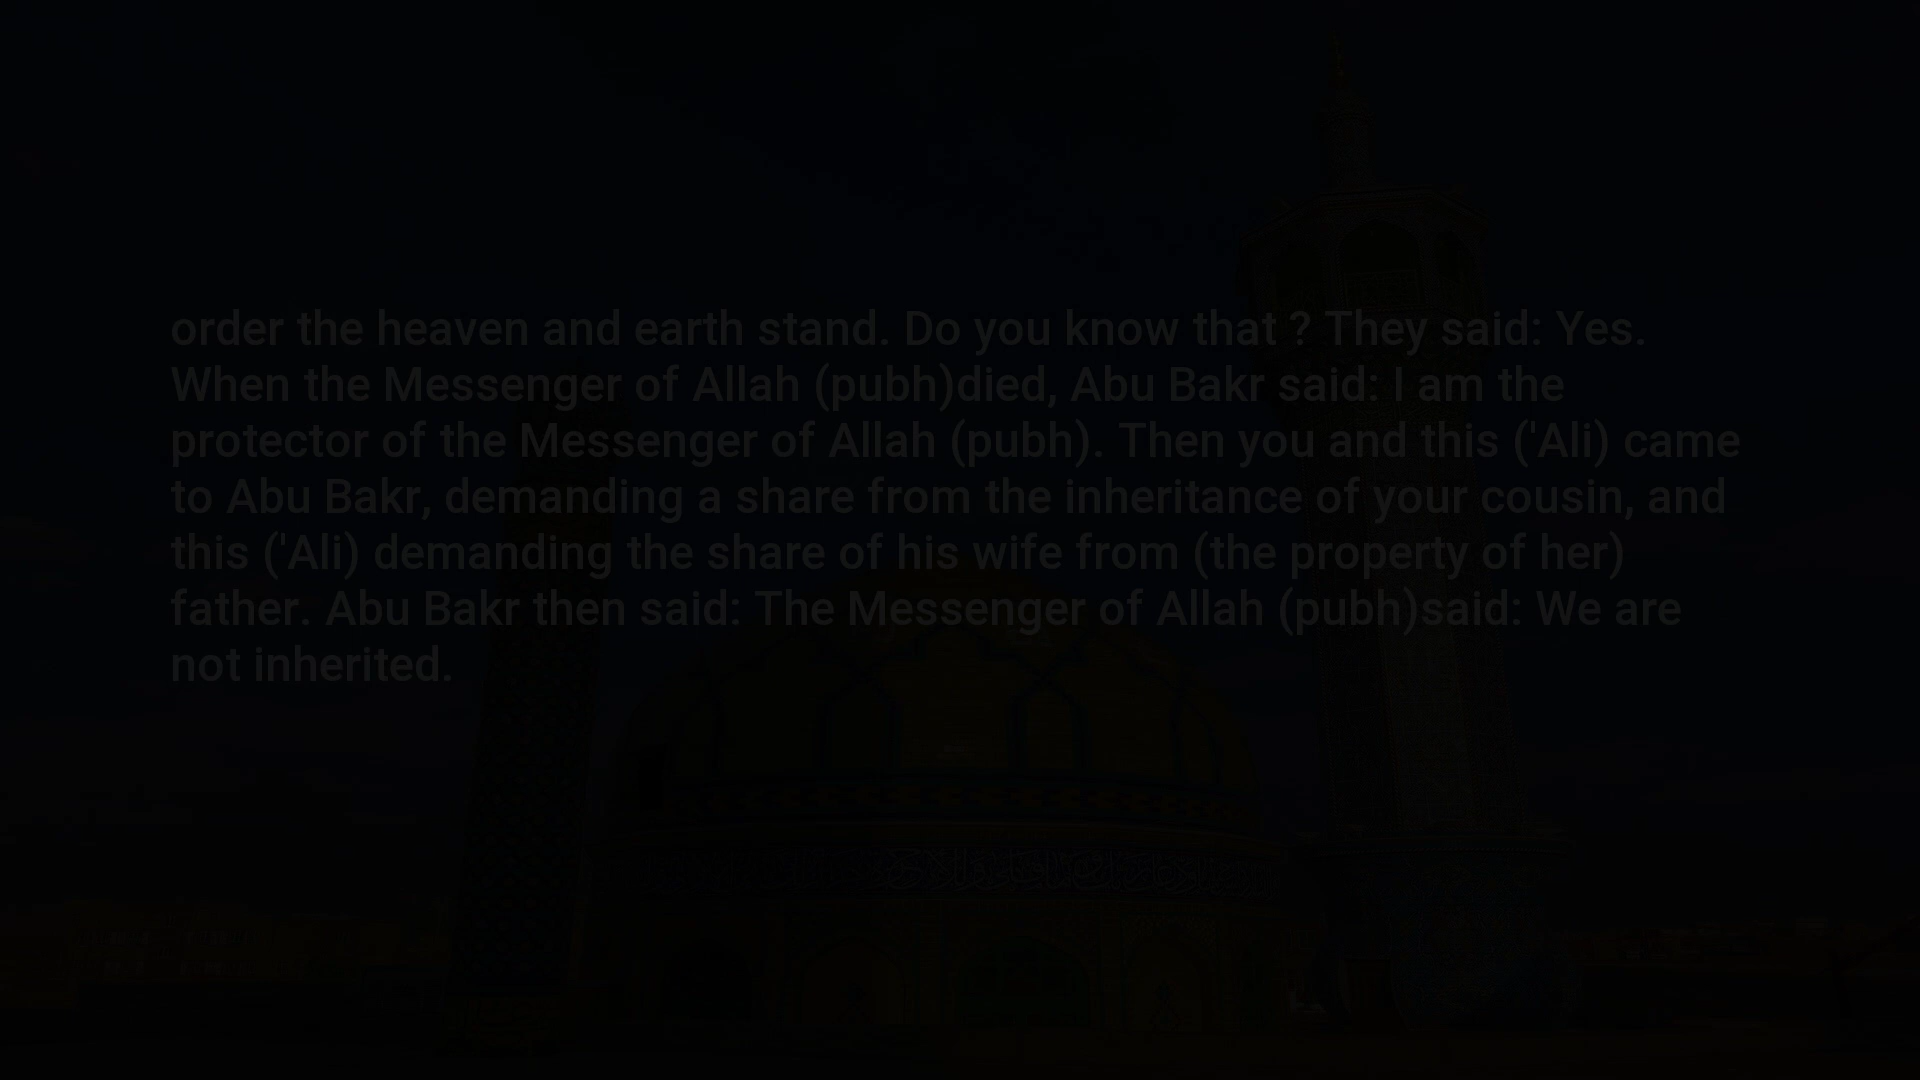 order the heaven and earth stand. Do you know that ? They said: Yes.
When the Messenger of Allah (pubh)died, Abu Bakr said: I am the
protector of the Messenger of Allah (pubh). Then you and this ('Ali) came
to Abu Bakr, demanding a share from the inheritance of your cousin, and
this ('Ali) demanding the share of his wife from (the property of her)
father. Abu Bakr then said: The Messenger of Allah (pubh)said: We are
not inherited.